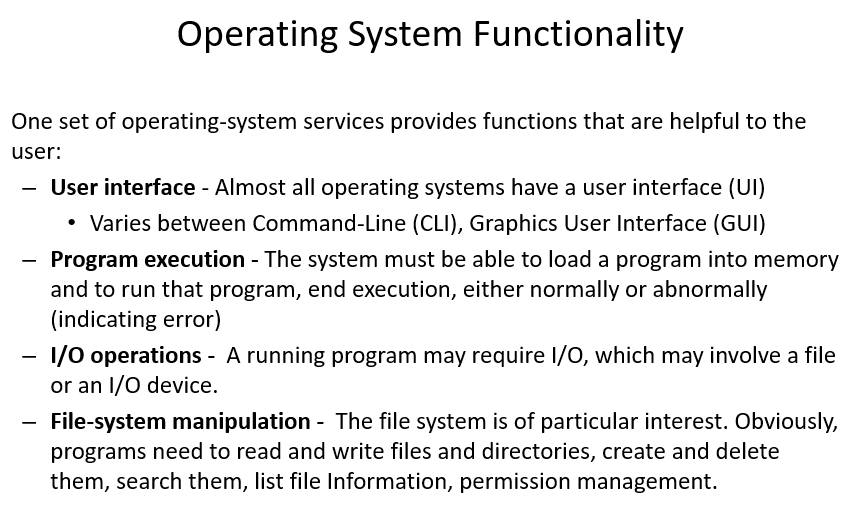 Operating System Functionality
One set of operating-system services provides functions that are helpful to the
user:
– User interface - Almost all operating systems have a user interface (UI)
• Varies between Command-Line (CLI), Graphics User Interface (GUI)
– Program execution - The system must be able to load a program into memory
and to run that program, end execution, either normally or abnormally
(indicating error)
– I/O operations - A running program may require I/O, which may involve a file
or an I/O device.
– File-system manipulation - The file system is of particular interest. Obviously,
programs need to read and write files and directories, create and delete
them, search them, list file Information, permission management.